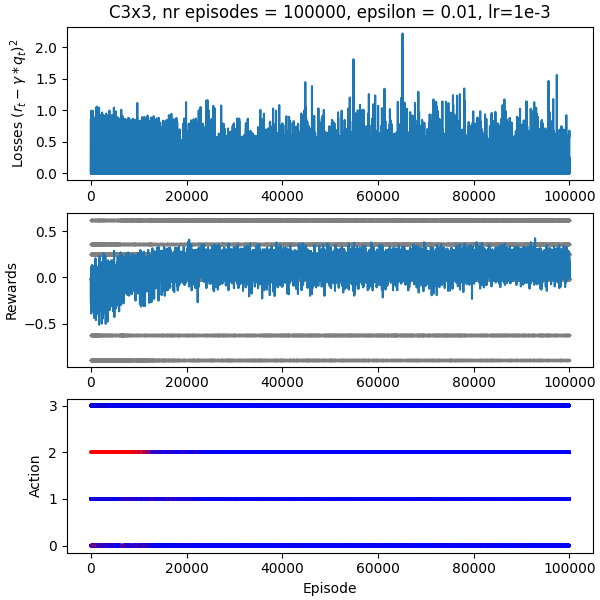 C3x3, nr episodes = 100000, epsilon = 0.01, lr=1e-3
Losses $(r_t - \gamma * q_t)^2$
2.0
1.5
1.0
0.5
0.0
0 20000 40000 60000 80000 100000
Rewards
0.5
0.0
−0.5
0 20000 40000 60000 80000 100000
Action
3
2
1
0
0 20000 40000 60000 80000 100000
Episode